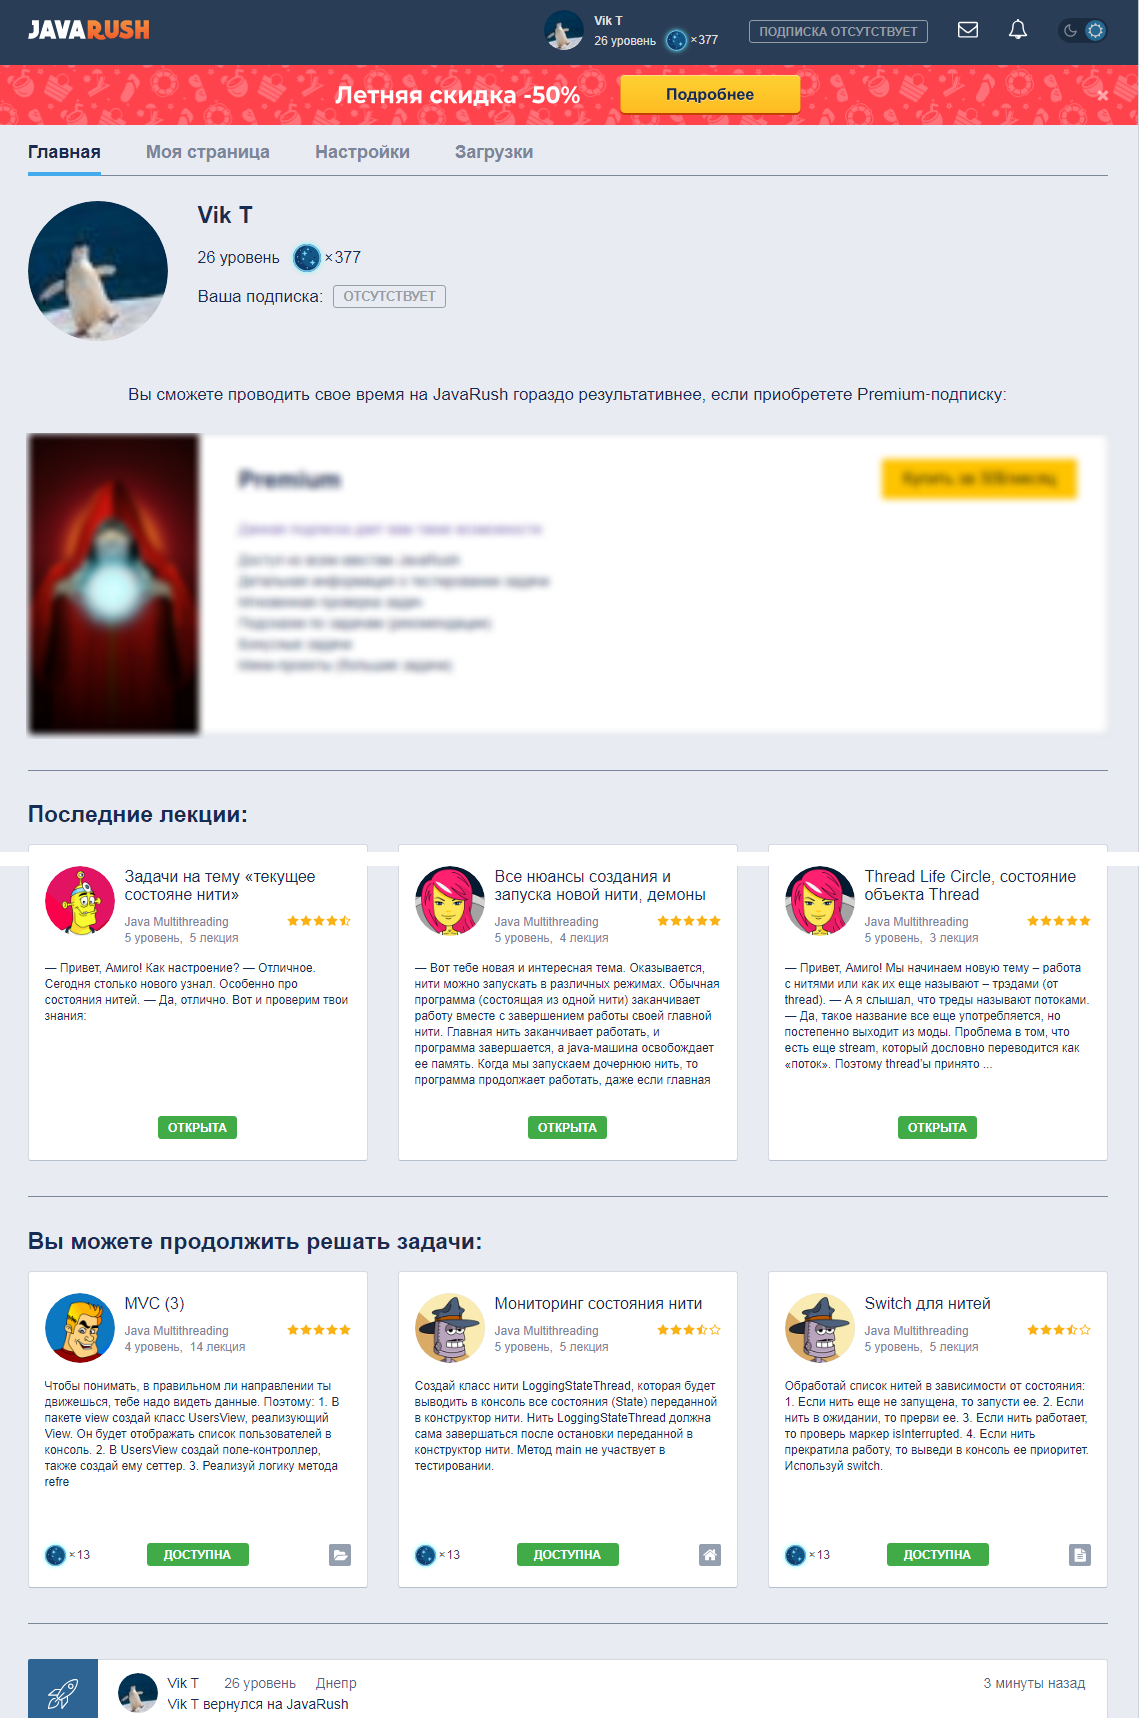 JAVARUSH
Vik T
26 уровень ×377
ПОДПИСКА ОТСУТСТВУЕТ
Летняя скидка -50%
Подробнее
×
Главная
Моя страница
Настройки
Загрузки
Vik T
26 уровень ×377
Ваша подписка: ОТСУТСТВУЕТ
Вы сможете проводить свое время на JavaRush гораздо результативнее, если приобретете Premium-подписку:
Premium
Последние лекции:
Задачи на тему «текущее
состояне нити»
Java Multithreading
5 уровень, 5 лекция
— Привет, Амиго! Как настроение? — Отличное.
Сегодня столько нового узнал. Особенно про
состояния нитей. — Да, отлично. Вот и проверим твои
знания:
ОТКРЫТА
Все нюансы создания и
запуска новой нити, демоны
Java Multithreading
5 уровень, 4 лекция
— Вот тебе новая и интересная тема. Оказывается,
нити можно запускать в различных режимах. Обычная
программа (состоящая из одной нити) заканчивает
работу вместе с завершением работы своей главной
нити. Главная нить заканчивает работать, и
программа завершается, а java-машина освобождает
ее память. Когда мы запускаем дочернюю нить, то
программа продолжает работать, даже если главная
ОТКРЫТА
Thread Life Circle, состояние
объекта Thread
Java Multithreading
5 уровень, 3 лекция
— Привет, Амиго! Мы начинаем новую тему – работа
с нитями или как их еще называют – трэдами (от
thread). — А я слышал, что треды называют потоками.
— Да, такое название все еще употребляется, но
постепенно выходит из моды. Проблема в том, что
есть еще stream, который дословно переводится как
«поток». Поэтому thread'ы принято ...
ОТКРЫТА
Вы можете продолжить решать задачи:
MVC (3)
Java Multithreading
4 уровень, 14 лекция
Чтобы понимать, в правильном ли направлении ты
движешься, тебе надо видеть данные. Поэтому: 1. В
пакете view создай класс UsersView, реализующий
View. Он будет отображать список пользователей в
консоль. 2. В UsersView создай поле-контроллер,
также создай ему сеттер. 3. Реализуй логику метода
refre
×13
ДОСТУПНА
Мониторинг состояния нити
Java Multithreading
5 уровень, 5 лекция
Создай класс нити LoggingStateThread, которая будет
выводить в консоль все состояния (State) переданной
в конструктор нити. Нить LoggingStateThread должна
сама завершаться после остановки переданной в
конструктор нити. Метод main не участвует в
тестировании.
×13
ДОСТУПНА
Switch для нитей
Java Multithreading
5 уровень, 5 лекция
Обработай список нитей в зависимости от состояния:
1. Если нить еще не запущена, то запусти ее. 2. Если
нить в ожидании, то прерви ее. 3. Если нить работает,
то проверь маркер isInterrupted. 4. Если нить
прекратила работу, то выведи в консоль ее приоритет.
Используй switch.
×13
ДОСТУПНА
Vik T 26 уровень Днепр
3 минуты назад
Vik T вернулся на JavaRush